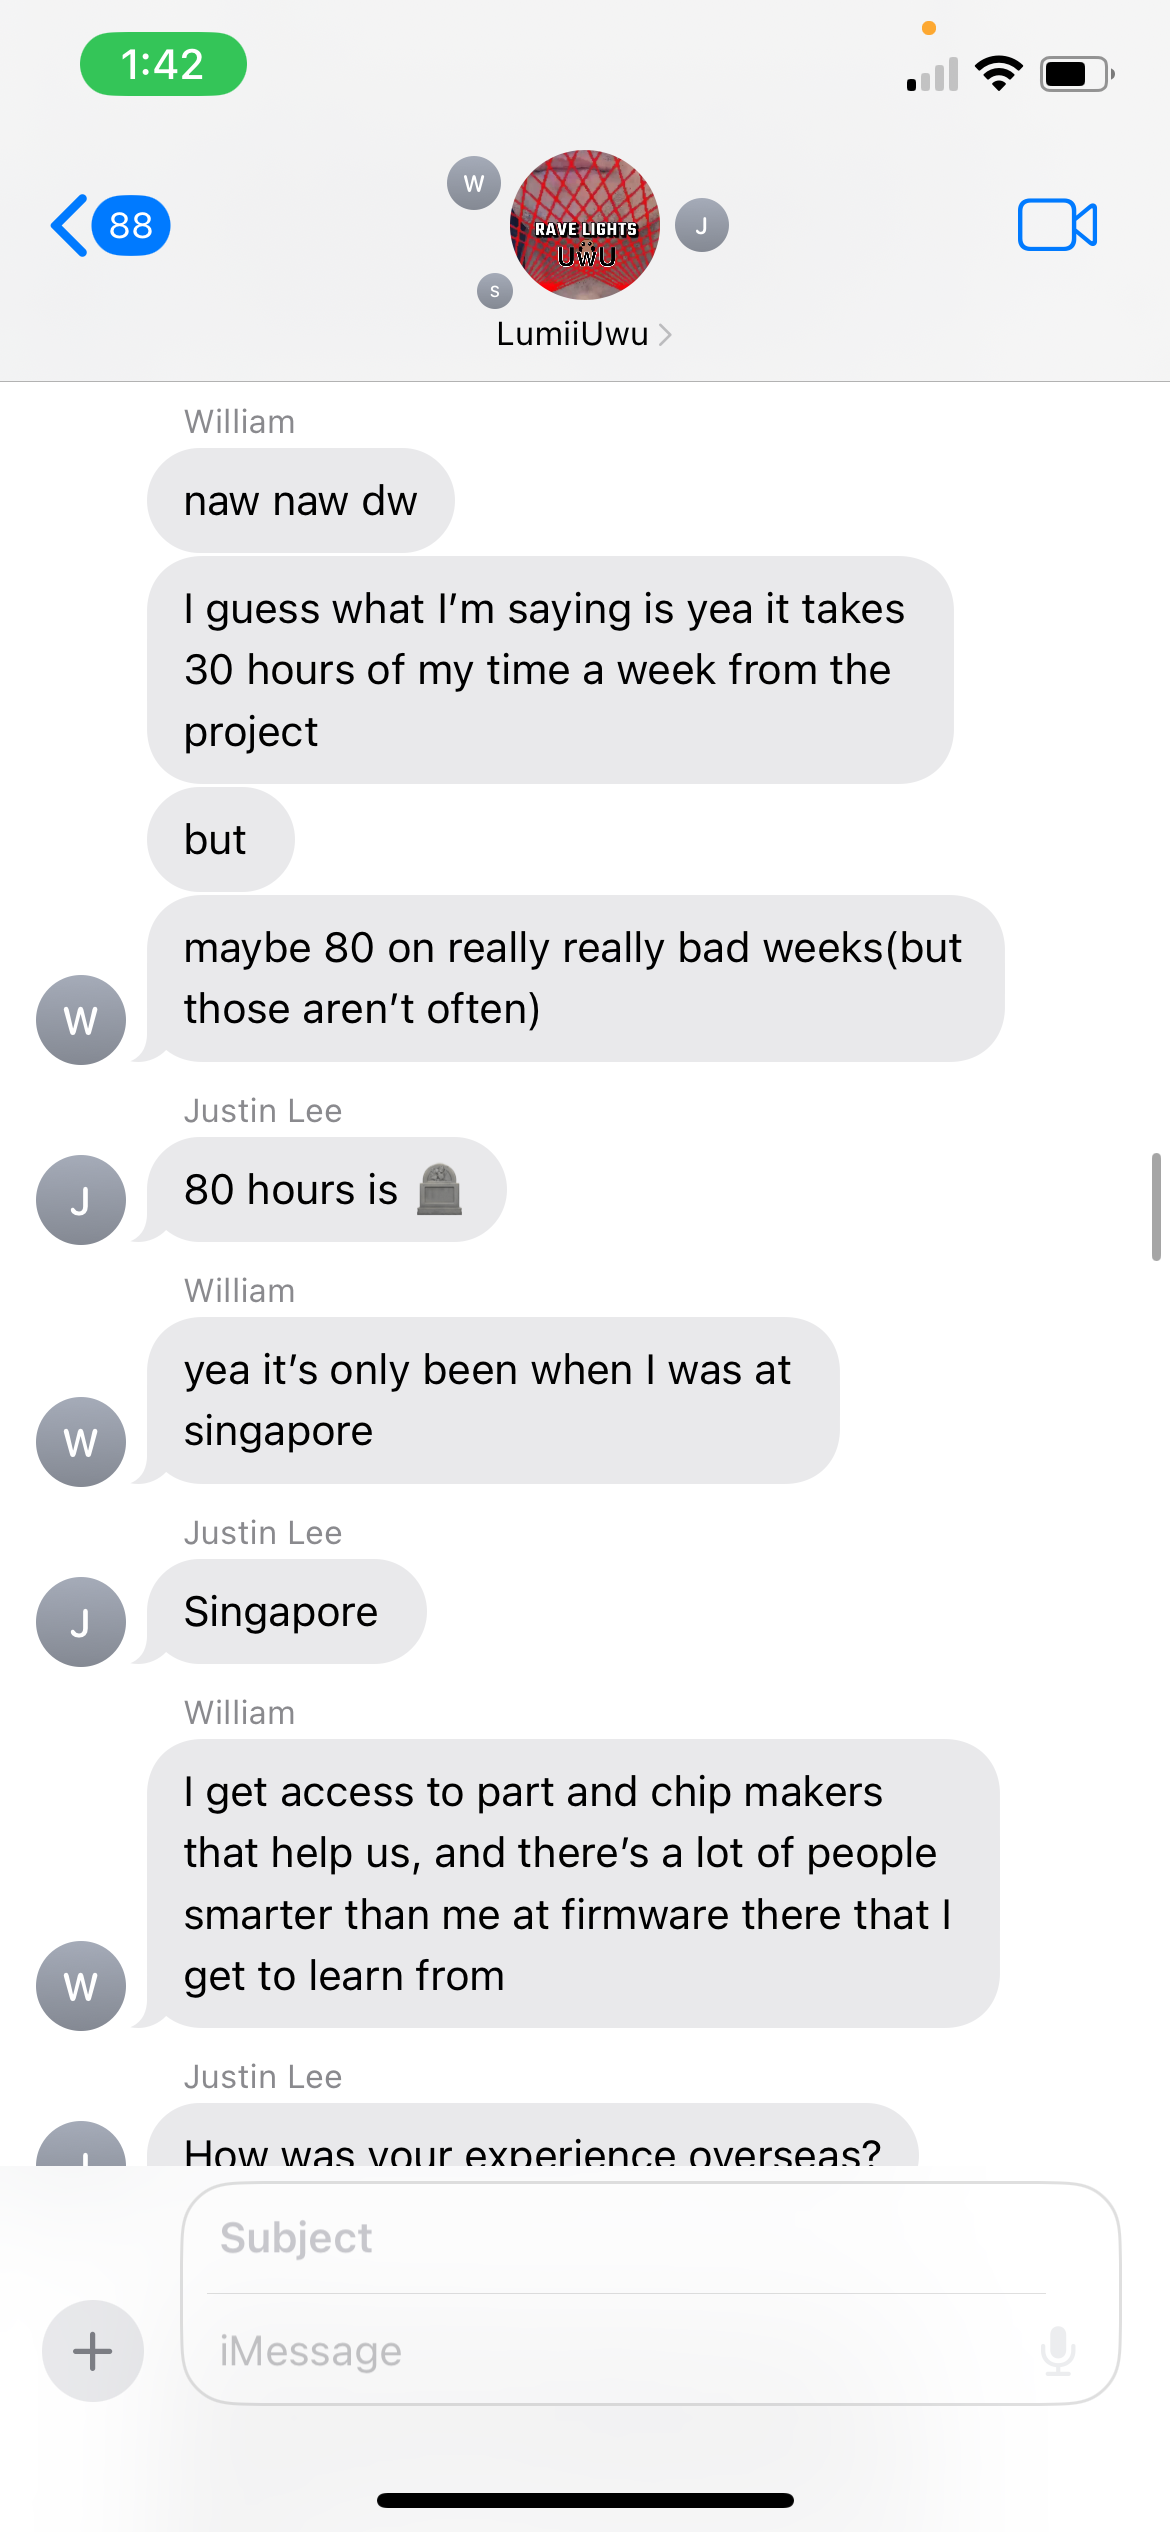 1:42
88
W
J
S
RAVE LIGHTS
UWU
LumiiUwu
William
naw naw dw
I guess what I’m saying is yea it takes
30 hours of my time a week from the
project
but
maybe 80 on really really bad weeks(but
those aren’t often)
W
Justin Lee
80 hours is
J
William
yea it’s only been when I was at
singapore
W
Justin Lee
Singapore
J
William
I get access to part and chip makers
that help us, and there’s a lot of people
smarter than me at firmware there that I
get to learn from
W
Justin Lee
How was your experience overseas?
J
Subject
iMessage